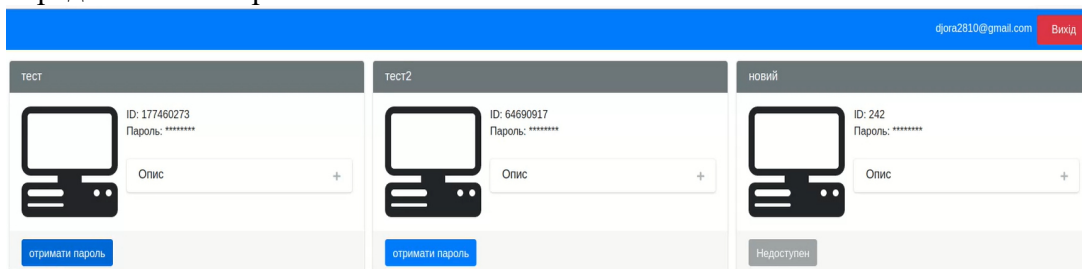 djora2810@gmail.com Вихід
тест
ID: 177460273
Пароль: ********
Опис +
отримати пароль
тест2
ID: 64690917
Пароль: ********
Опис +
отримати пароль
новий
ID: 242
Пароль: ********
Опис +
Недоступен